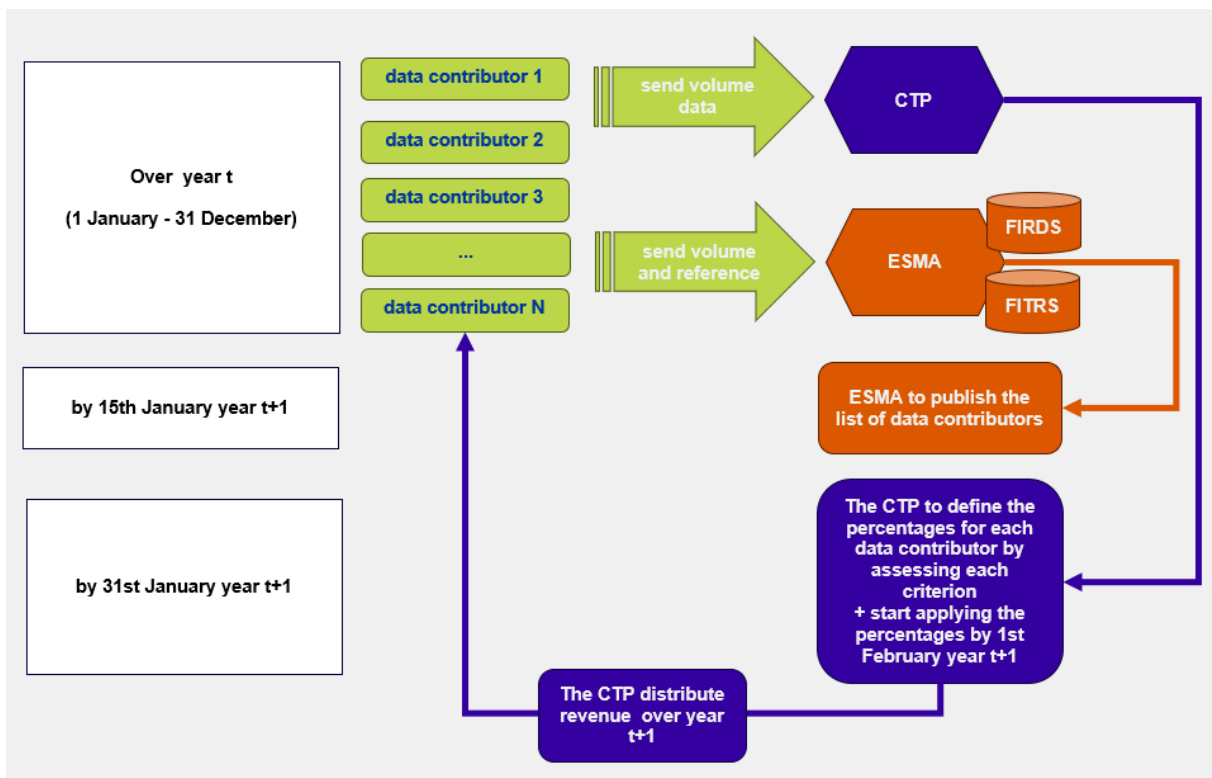 Over year t
(1 January - 31 December)
data contributor 1
data contributor 2
data contributor 3
...
data contributor N
send volume
data
CTP
send volume
and reference
ESMA
FIRDS
FITRS
by 15th January year t+1
ESMA to publish the
list of data contributors
by 31st January year t+1
The CTP to define the
percentages for each
data contributor by
assessing each
criterion
+ start applying the
percentages by 1st
February year t+1
The CTP distribute
revenue over year
t+1